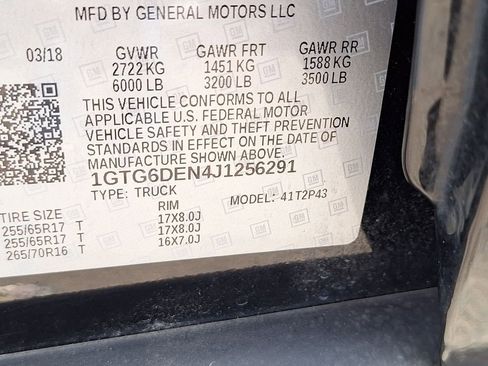 MFD BY GENERAL MOTORS LLC
03/18 GVWR GAWR FRT GAWR RR
2722 KG 1451 KG 1588 KG
6000 LB 3200 LB 3500 LB
THIS VEHICLE CONFORMS TO ALL
APPLICABLE U.S. FEDERAL MOTOR
VEHICLE SAFETY AND THEFT PREVENTION
STANDARDS IN EFFECT ON THE DATE OF
MANUFACTURE SHOWN ABOVE.
1GTG6DEN4J1256291
TYPE: TRUCK MODEL: 41T2P43
TIRE SIZE RIM
255/65R17 T 17X8.0J
255/65R17 T 17X8.0J
265/70R16 T 16X7.0J